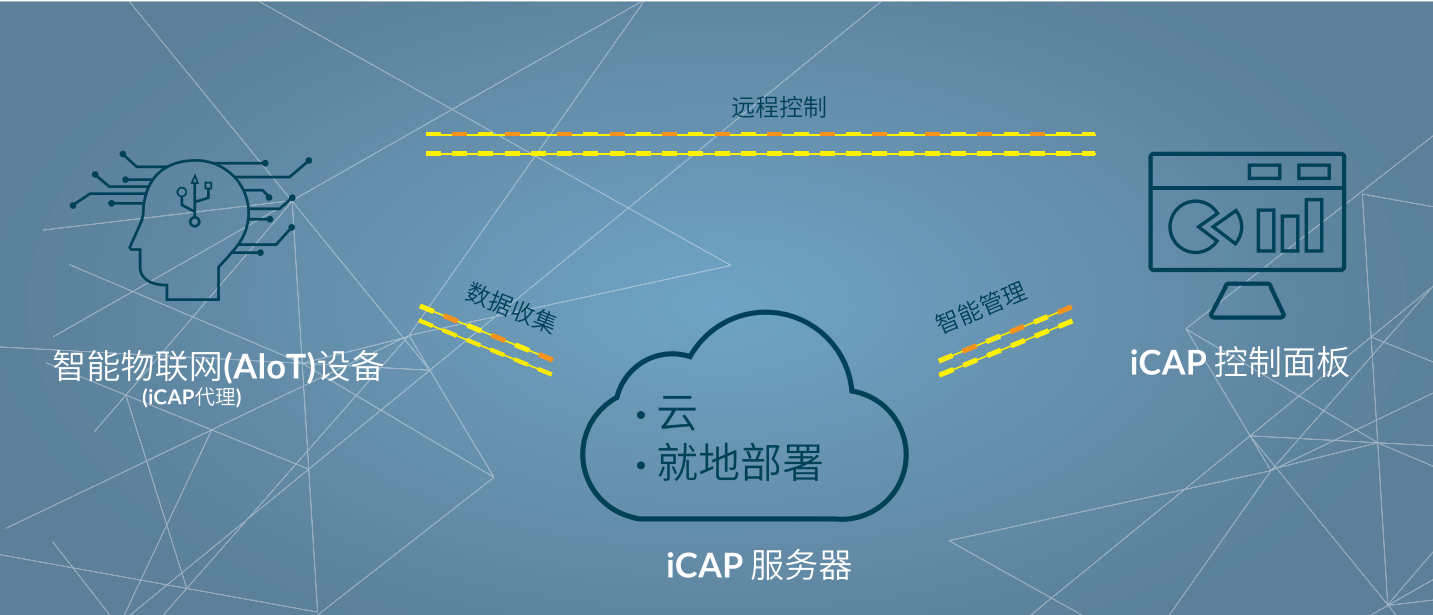 远程控制
数据收集
智能管理
智能物联网(AIoT)设备
(iCAP代理)
iCAP 控制面板
• 云
• 就地部署
iCAP 服务器